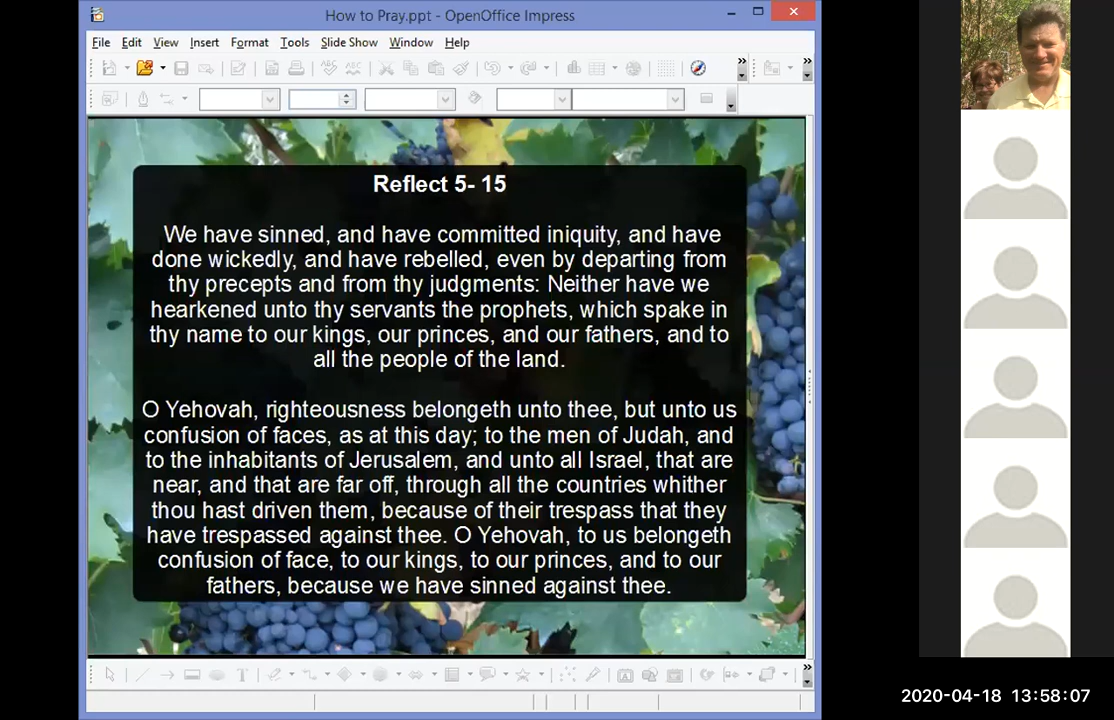 How to Pray.ppt - OpenOffice Impress
File Edit View Insert Format Tools Slide Show Window Help
Reflect 5- 15
We have sinned, and have committed iniquity, and have
done wickedly, and have rebelled, even by departing from
thy precepts and from thy judgments: Neither have we
hearkened unto thy servants the prophets, which spake in
thy name to our kings, our princes, and our fathers, and to
all the people of the land.
O Yehovah, righteousness belongeth unto thee, but unto us
confusion of faces, as at this day; to the men of Judah, and
to the inhabitants of Jerusalem, and unto all Israel, that are
near, and that are far off, through all the countries whither
thou hast driven them, because of their trespass that they
have trespassed against thee. O Yehovah, to us belongeth
confusion of face, to our kings, to our princes, and to our
fathers, because we have sinned against thee.
2020-04-18 13:58:07